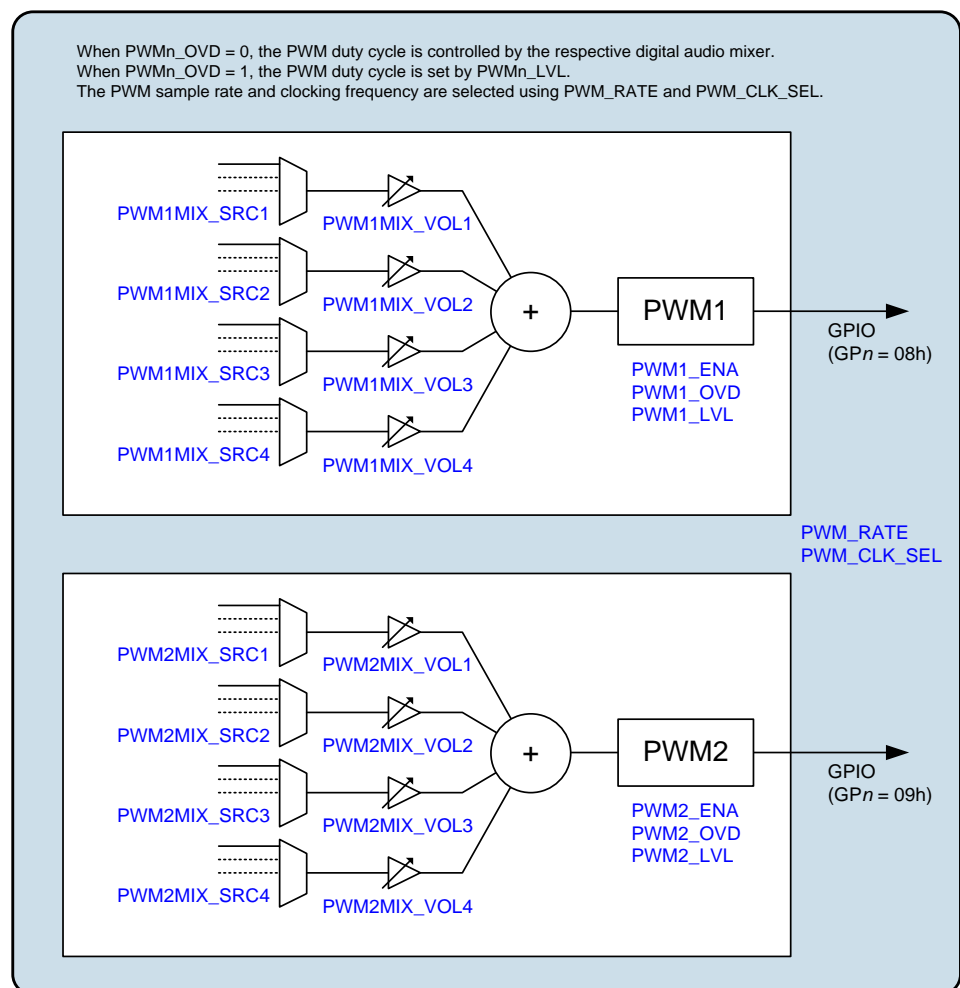 When PWMn_OVD = 0, the PWM duty cycle is controlled by the respective digital audio mixer.
When PWMn_OVD = 1, the PWM duty cycle is set by PWMn_LVL.
The PWM sample rate and clocking frequency are selected using PWM_RATE and PWM_CLK_SEL.
PWM1MIX_SRC1
PWM1MIX_VOL1
PWM1MIX_SRC2
PWM1MIX_VOL2
PWM1MIX_SRC3
PWM1MIX_VOL3
PWM1MIX_SRC4
PWM1MIX_VOL4
+
PWM1
PWM1_ENA
PWM1_OVD
PWM1_LVL
GPIO
(GPn = 08h)
PWM_RATE
PWM_CLK_SEL
PWM2MIX_SRC1
PWM2MIX_VOL1
PWM2MIX_SRC2
PWM2MIX_VOL2
PWM2MIX_SRC3
PWM2MIX_VOL3
PWM2MIX_SRC4
PWM2MIX_VOL4
+
PWM2
PWM2_ENA
PWM2_OVD
PWM2_LVL
GPIO
(GPn = 09h)